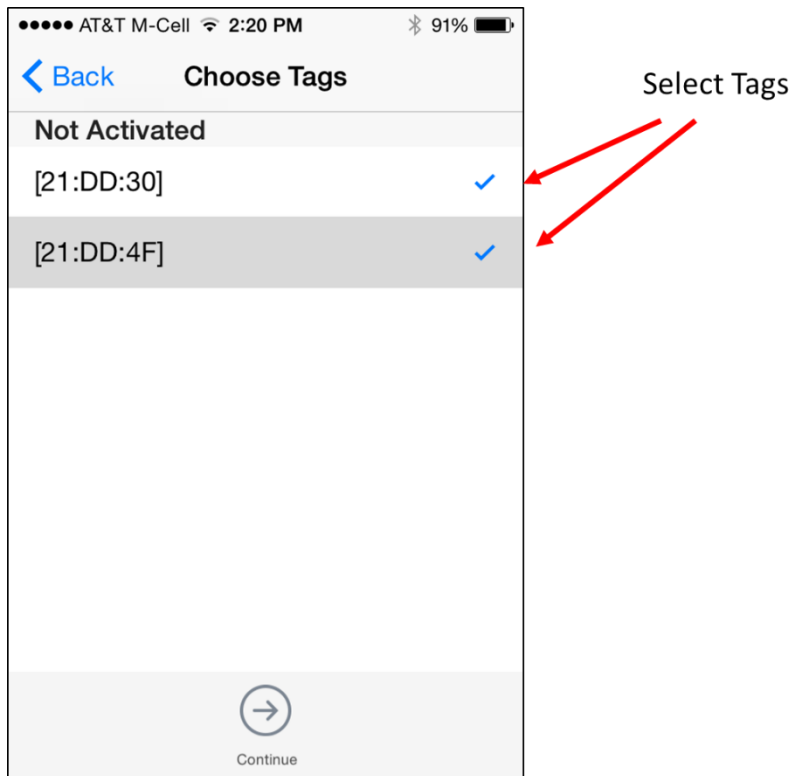 AT&T M-Cell 2:20 PM 91%
Back Choose Tags
Select Tags
Not Activated
[21:DD:30]
[21:DD:4F]
Continue